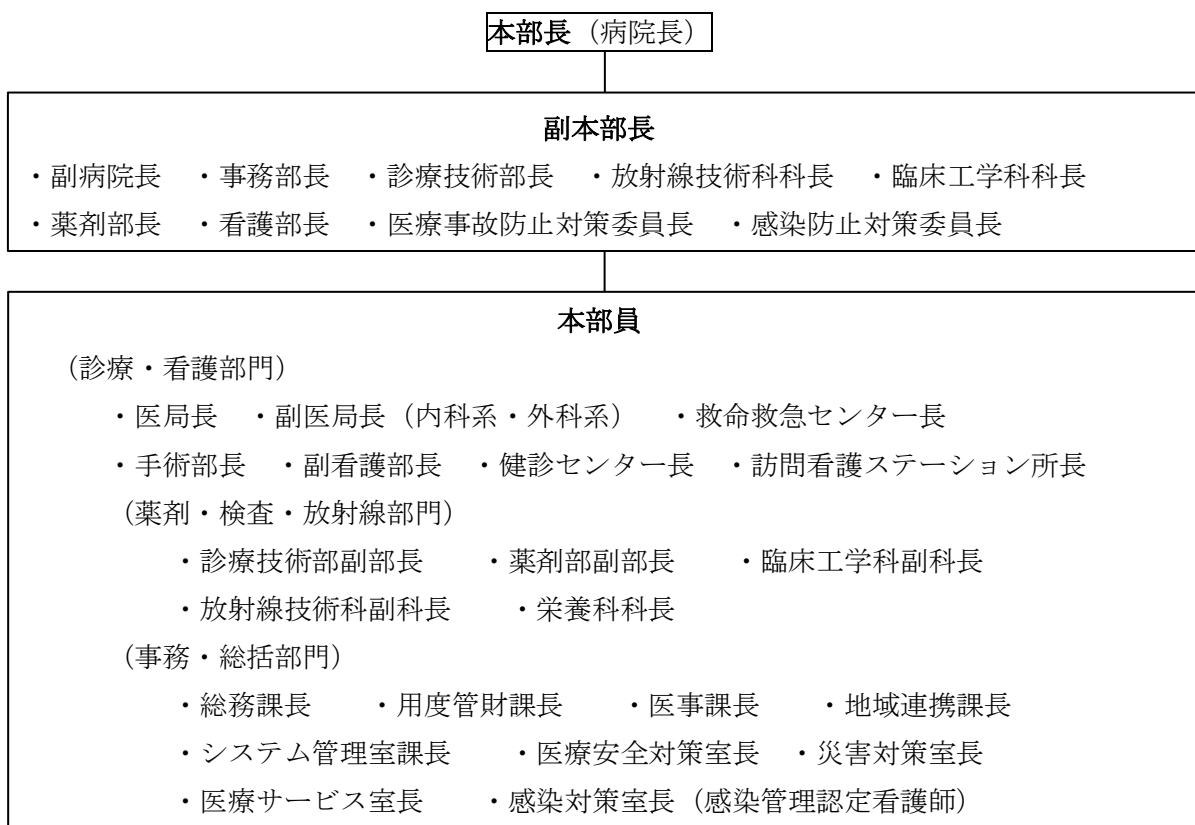 本部長（病院長）
副本部長
・副病院長　・事務部長　・診療技術部長　・放射線技術科科長　・臨床工学科科長
・薬剤部長　・看護部長　・医療事故防止対策委員長　・感染防止対策委員長
本部員
（診療・看護部門）
・医局長　・副医局長（内科系・外科系）　・救命救急センター長
・手術部長　・副看護部長　・健診センター長　・訪問看護ステーション所長
（薬剤・検査・放射線部門）
・診療技術部副部長　・薬剤部副部長　・臨床工学科副科長
・放射線技術科副科長　・栄養科科長
（事務・総括部門）
・総務課長　・用度管財課長　・医事課長　・地域連携課長
・システム管理室課長　・医療安全対策室長　・災害対策室長
・医療サービス室長　・感染対策室長（感染管理認定看護師）